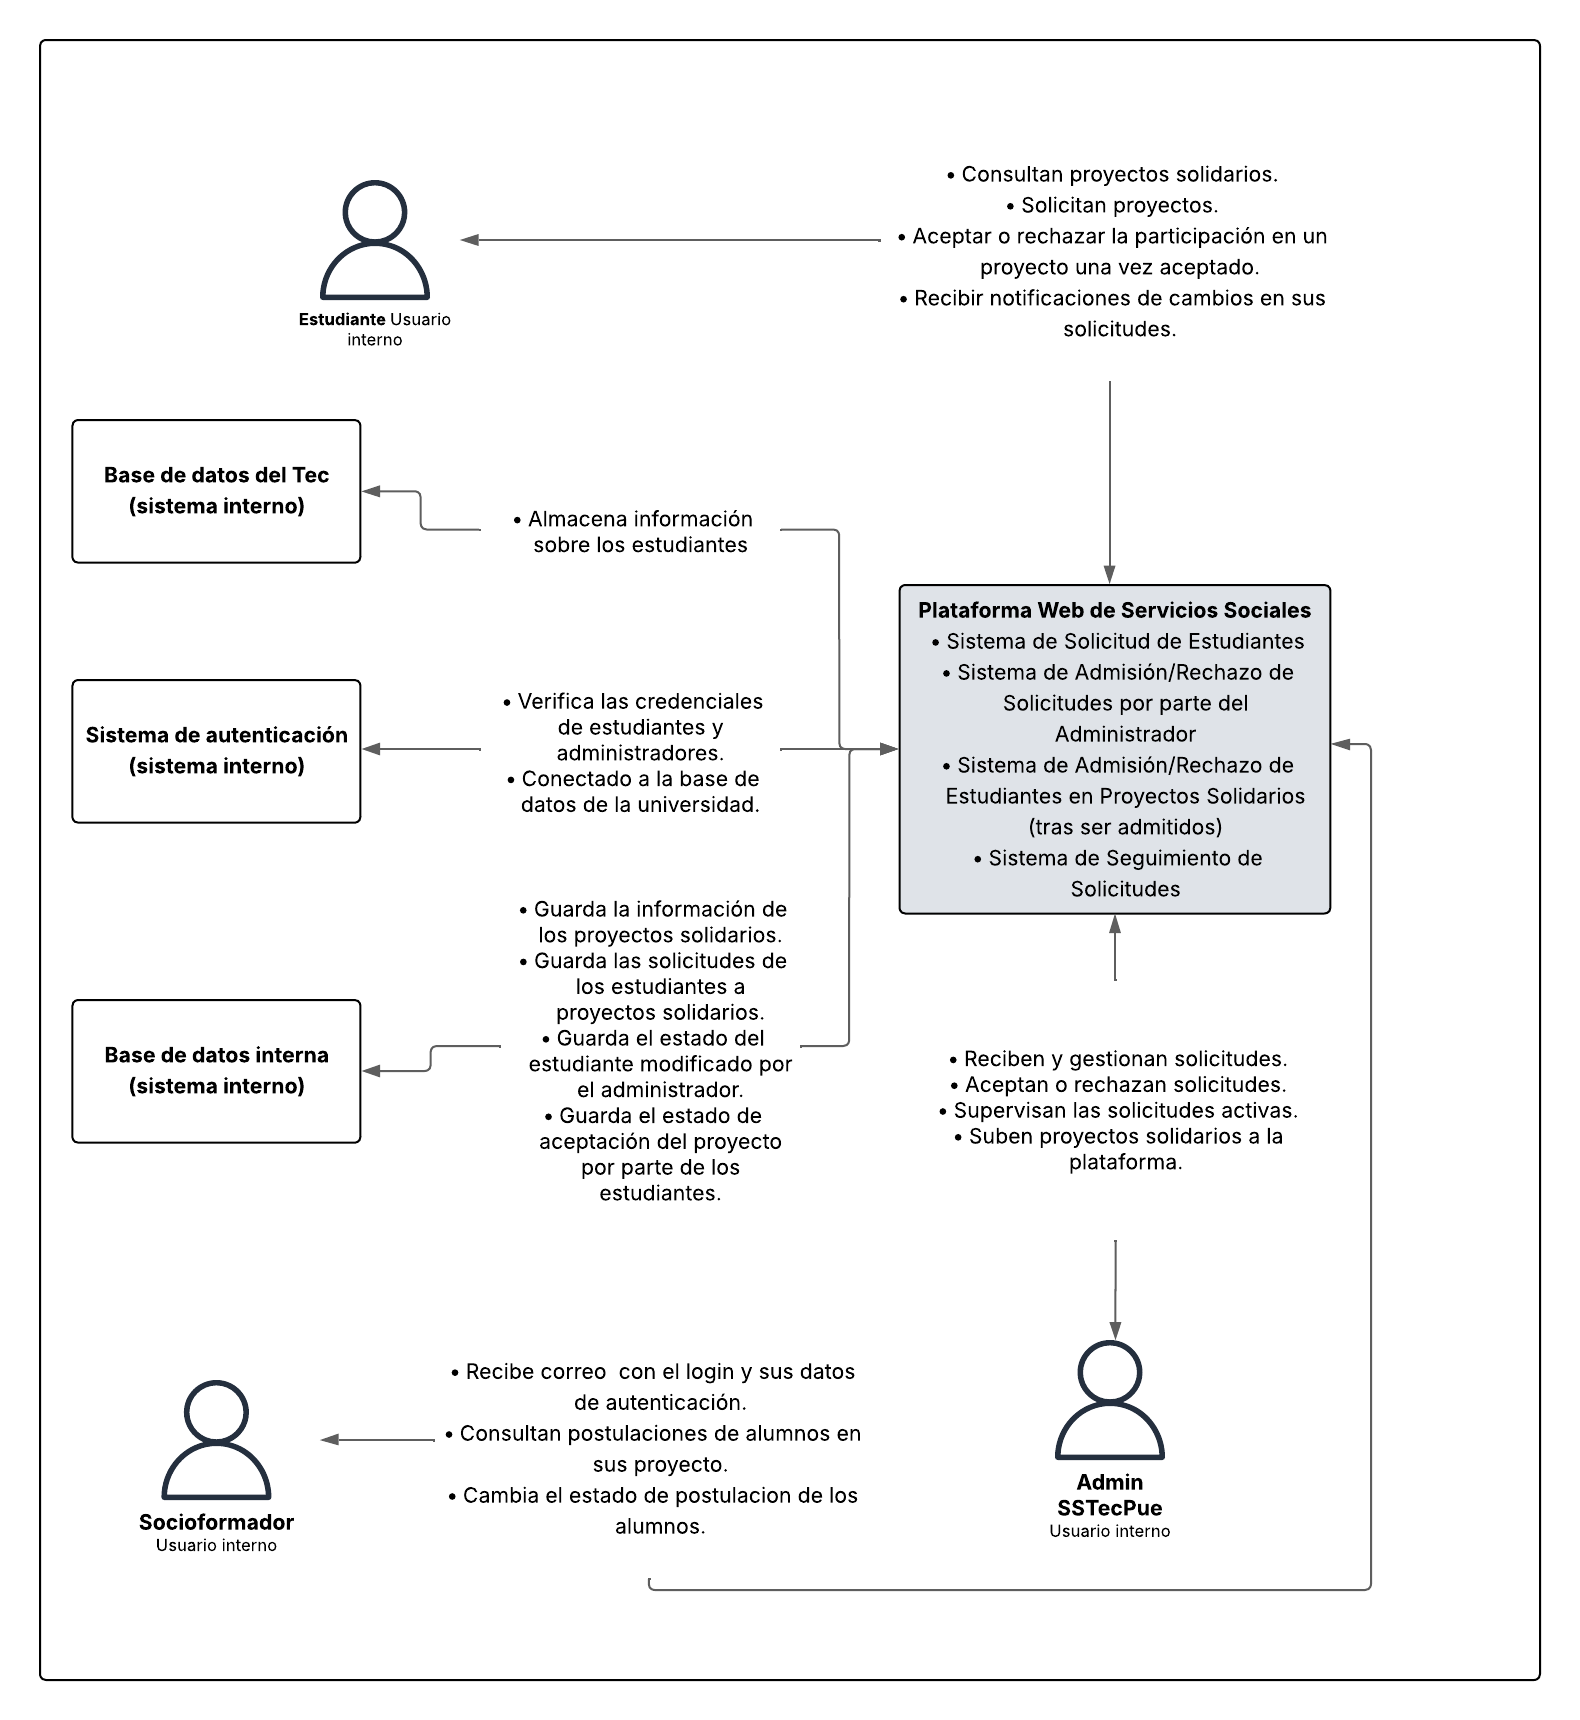 • Consultan proyectos solidarios.
• Solicitan proyectos.
• Aceptar o rechazar la participación en un
proyecto una vez aceptado.
• Recibir notificaciones de cambios en sus
solicitudes.
Estudiante Usuario
interno
Base de datos del Tec
(sistema interno)
• Almacena información
sobre los estudiantes
Plataforma Web de Servicios Sociales
• Sistema de Solicitud de Estudiantes
• Sistema de Admisión/Rechazo de
Solicitudes por parte del
Administrador
• Sistema de Admisión/Rechazo de
Estudiantes en Proyectos Solidarios
(tras ser admitidos)
• Sistema de Seguimiento de
Solicitudes
Sistema de autenticación
(sistema interno)
• Verifica las credenciales
de estudiantes y
administradores.
• Conectado a la base de
datos de la universidad.
Base de datos interna
(sistema interno)
• Guarda la información de
los proyectos solidarios.
• Guarda las solicitudes de
los estudiantes a
proyectos solidarios.
• Guarda el estado del
estudiante modificado por
el administrador.
• Guarda el estado de
aceptación del proyecto
por parte de los
estudiantes.
• Reciben y gestionan solicitudes.
• Aceptan o rechazan solicitudes.
• Supervisan las solicitudes activas.
• Suben proyectos solidarios a la
plataforma.
• Recibe correo  con el login y sus datos
de autenticación.
• Consultan postulaciones de alumnos en
sus proyecto.
• Cambia el estado de postulacion de los
alumnos.
Socioformador
Usuario interno
Admin
SSTecPue
Usuario interno